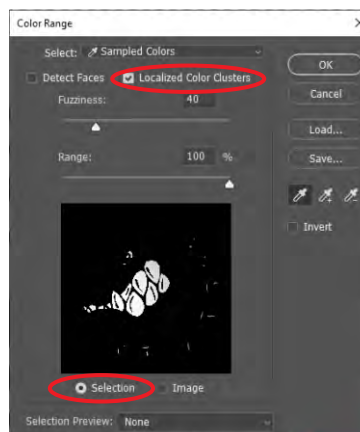 Color Range
Select: Sampled Colors
Detect Faces Localized Color Clusters
Fuzziness: 40
Range: 100 %
Selection Image
Selection Preview: None
OK
Cancel
Load...
Save...
Invert